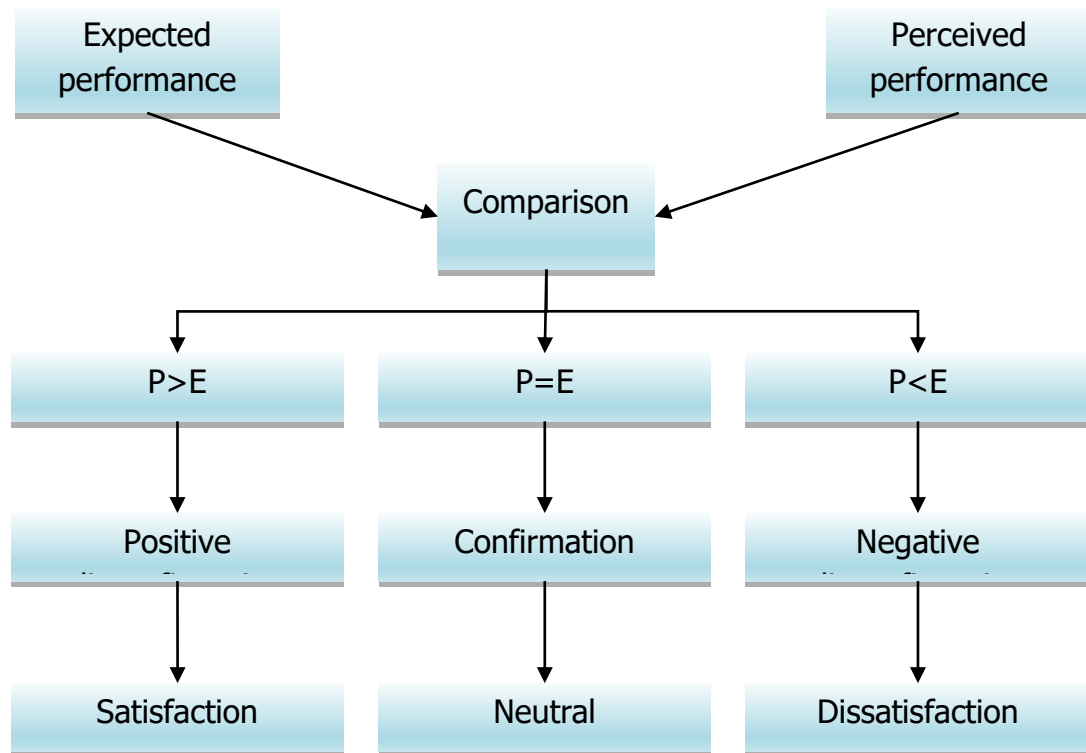 Expected
performance
Perceived
performance
Comparison
P>E
P=E
P<E
Positive
Confirmation
Negative
Satisfaction
Neutral
Dissatisfaction